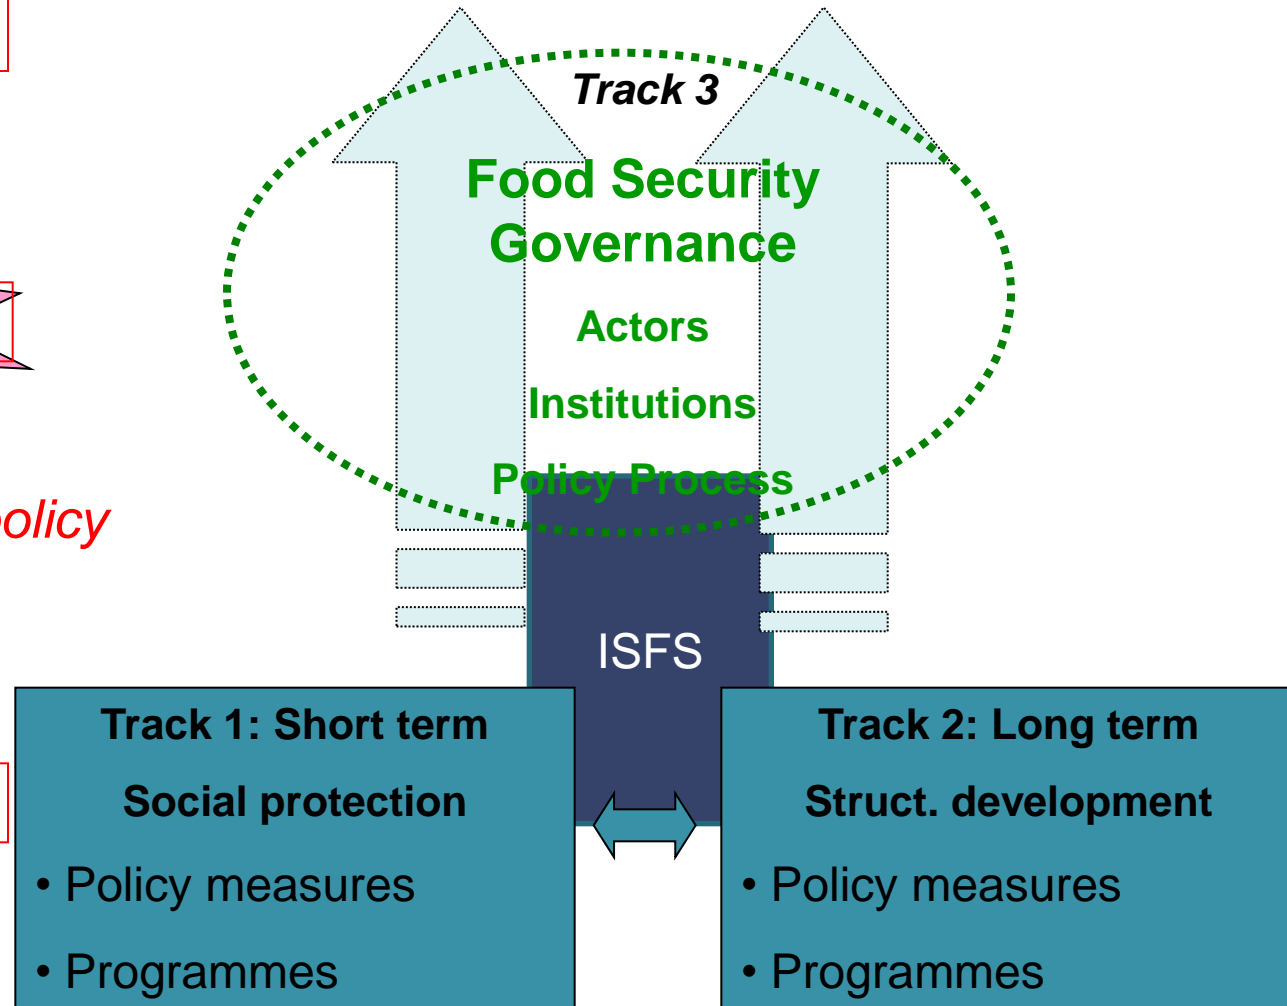 Track 3
Food Security
Governance
Actors
Institutions
Policy Process
policy
ISFS
Track 1: Short term
Social protection
• Policy measures
• Programmes
Track 2: Long term
Struct. development
• Policy measures
• Programmes